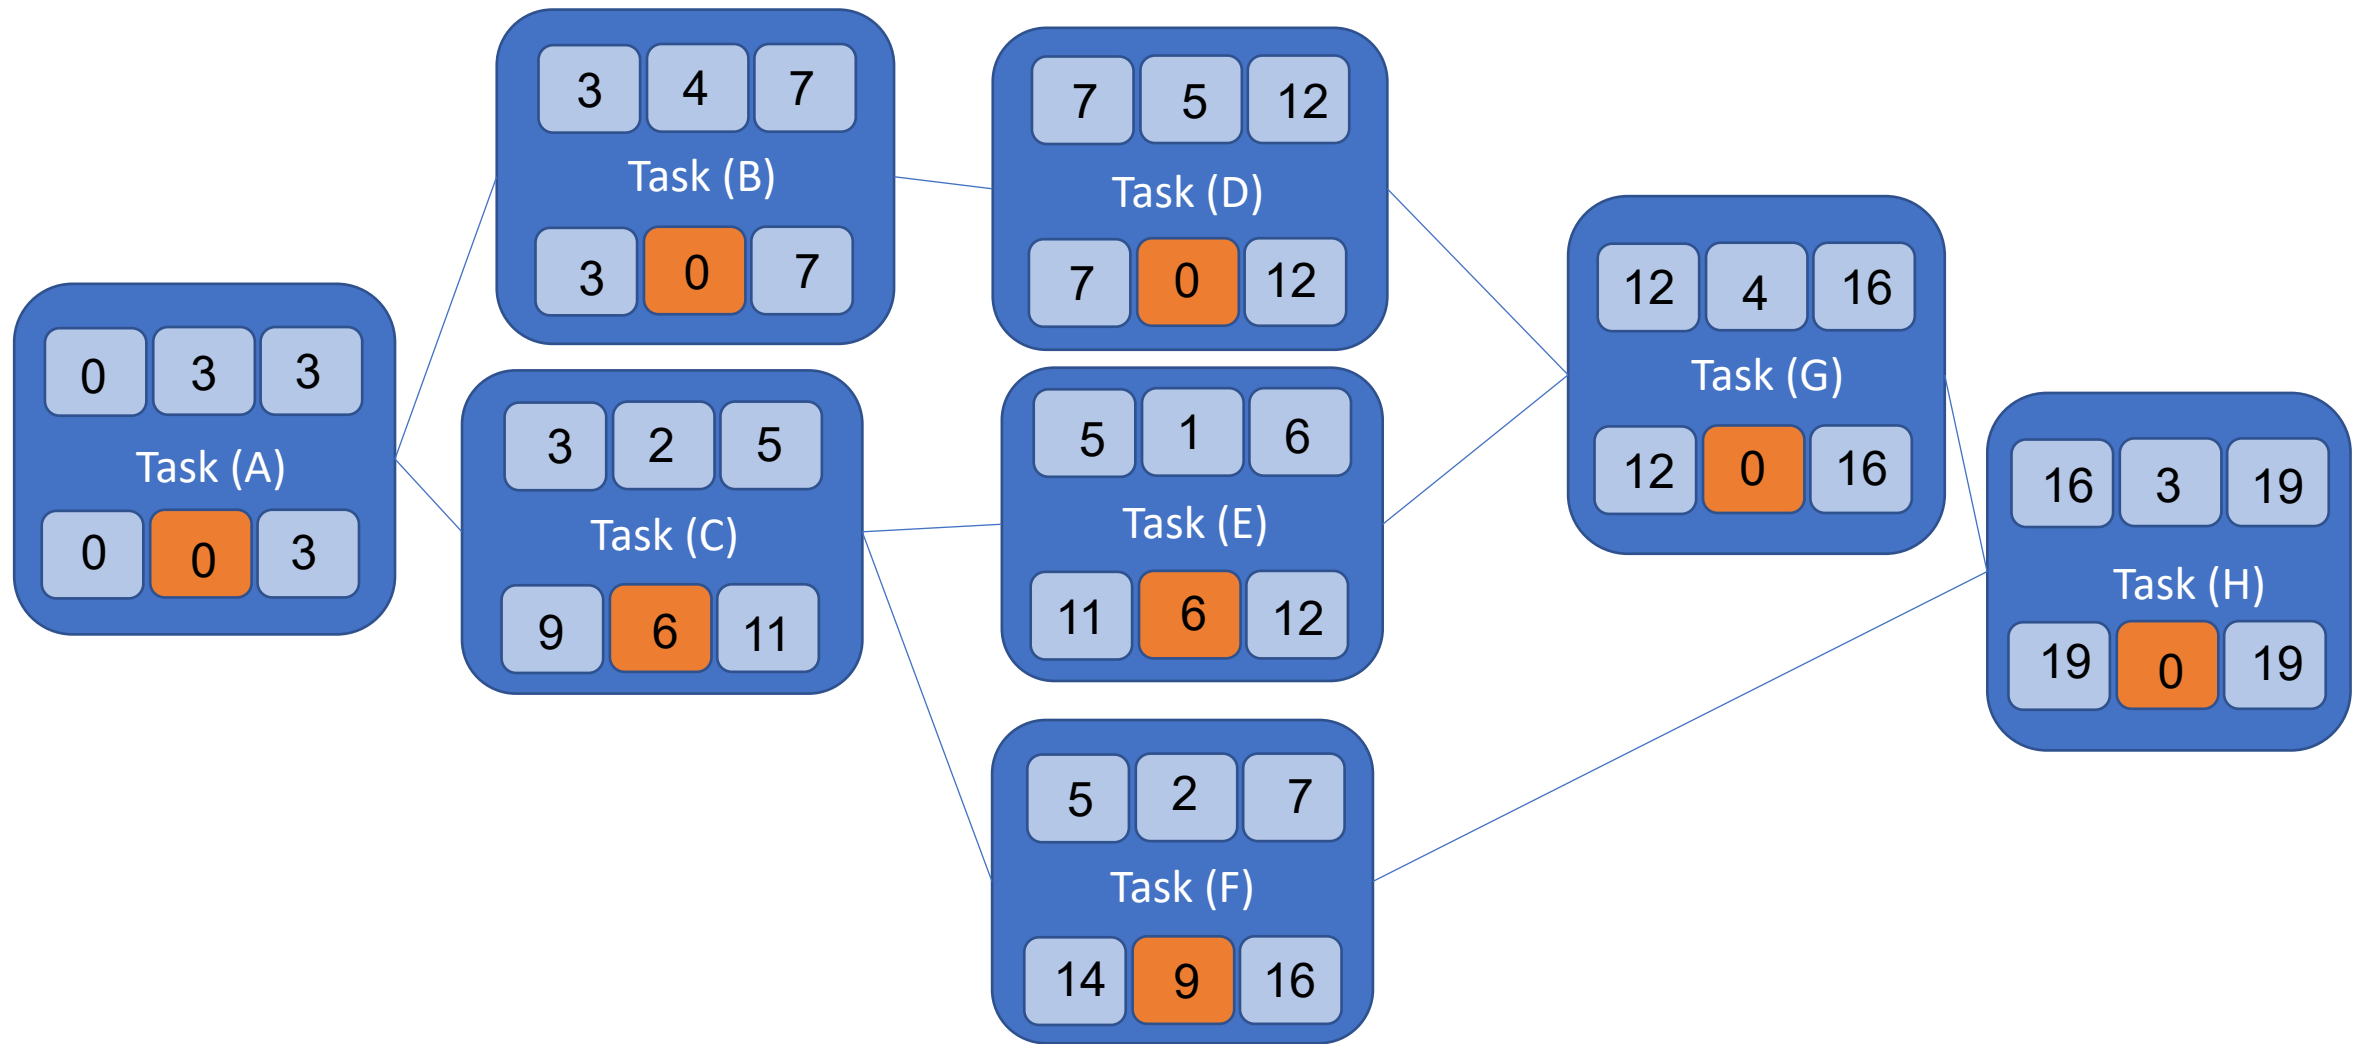 0 3 3
Task (A)
0 0 3
3 4 7
Task (B)
3 0 7
3 2 5
Task (C)
9 6 11
7 5 12
Task (D)
7 0 12
5 1 6
Task (E)
11 6 12
5 2 7
Task (F)
14 9 16
12 4 16
Task (G)
12 0 16
16 3 19
Task (H)
19 0 19